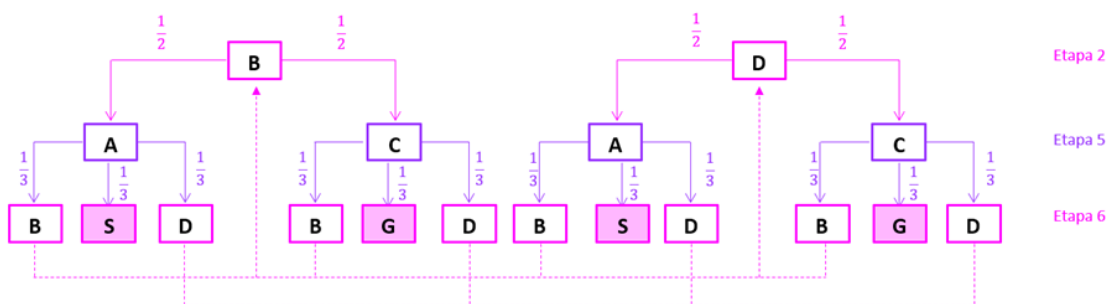 1/2 1/2 1/2 1/2
B D Etapa 2
A C A C Etapa 5
1/3 1/3 1/3 1/3 1/3 1/3 1/3 1/3 1/3 1/3 1/3 1/3
B S D B G D B S D B G D Etapa 6